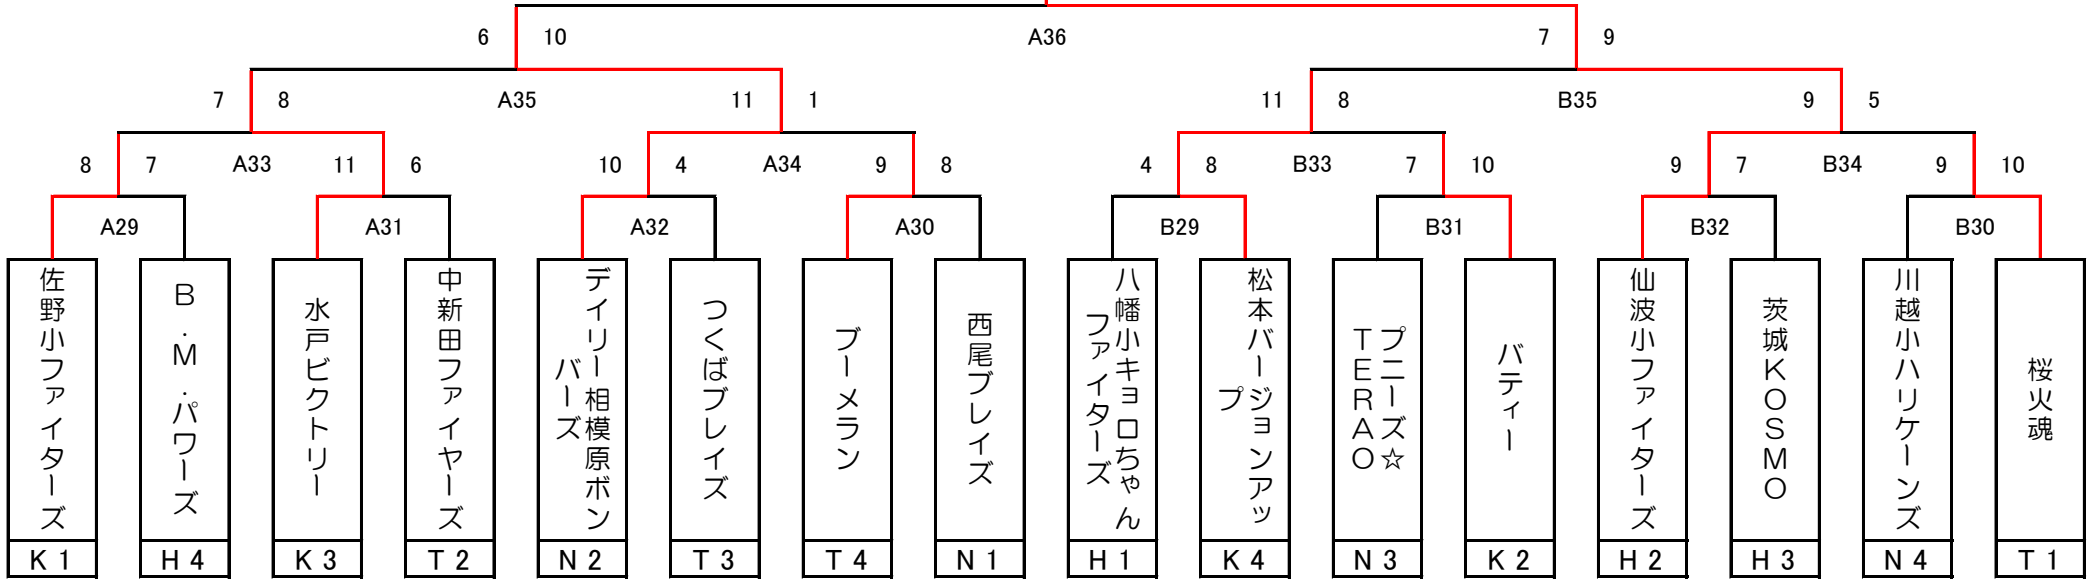 6 10 A36 7 9
7 8 A35 11 1 11 8 B35 9 5
8 7 A33 11 6 10 4 A34 9 8 4 8 B33 7 10 9 7 B34 9 10
A29 A31 A32 A30 B29 B31 B32 B30
佐野小ファイターズ
B.M.パワーズ
水戸ビクトリー
中新田ファイヤーズ
デイリー相模原ボン
バーズ
つくばブレイズ
ブーメラン
西尾ブレイズ
八幡小キョロちゃん
ファイターズ
松本バージョンアッ
プ
プニーズ☆
TERAO
バティー
仙波小ファイターズ
茨城KOSMO
川越小ハリケーンズ
桜火魂
K1 H4 K3 T2 N2 T3 T4 N1 H1 K4 N3 K2 H2 H3 N4 T1